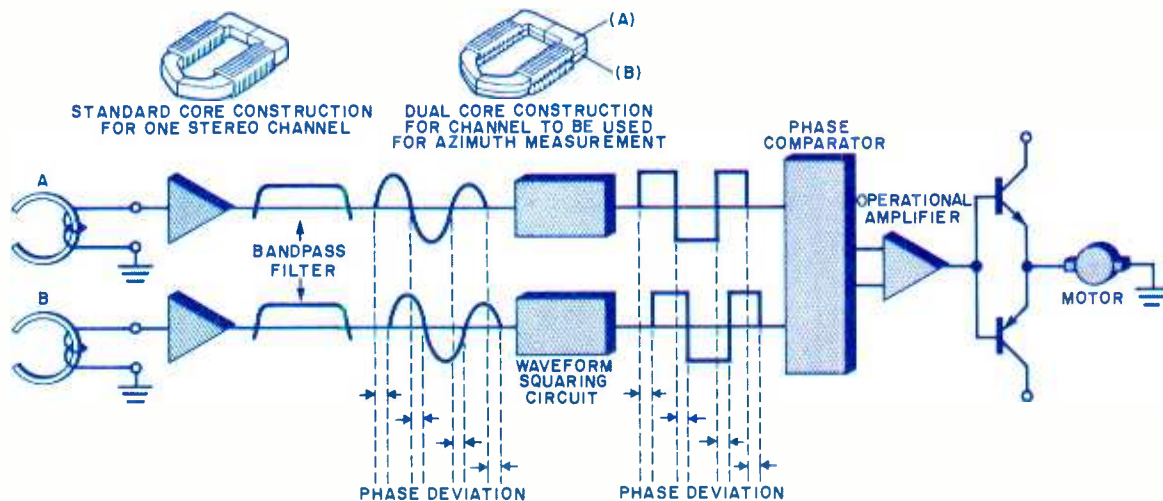 (A)
(B)
STANDARD CORE CONSTRUCTION
FOR ONE STEREO CHANNEL
DUAL CORE CONSTRUCTION
FOR CHANNEL TO BE USED
FOR AZIMUTH MEASUREMENT
PHASE
COMPARATOR
A
OPERATIONAL
AMPLIFIER
BANDPASS
FILTER
B
MOTOR
WAVEFORM
SQUARING
CIRCUIT
PHASE DEVIATION
PHASE DEVIATION